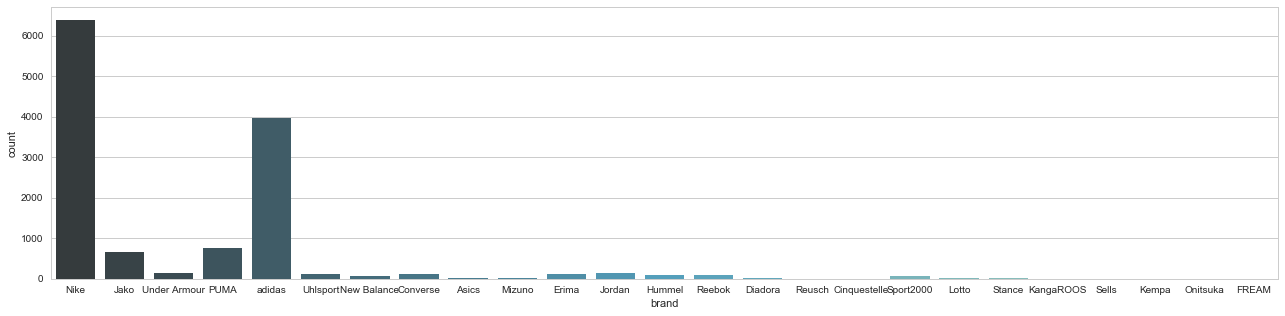 count
6000
5000
4000
3000
2000
1000
0
Nike Jako Under Armour PUMA adidas Uhlsport New Balance Converse Asics Mizuno Erima Jordan Hummel Reebok Diadora Reusch Cinquestelle Sport2000 Lotto Stance KangaROOS Sells Kempa Onitsuka FREAM
brand